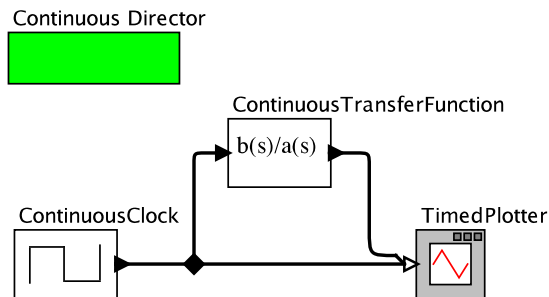 Continuous Director
ContinuousTransferFunction
b(s)/a(s)
ContinuousClock
TimedPlotter